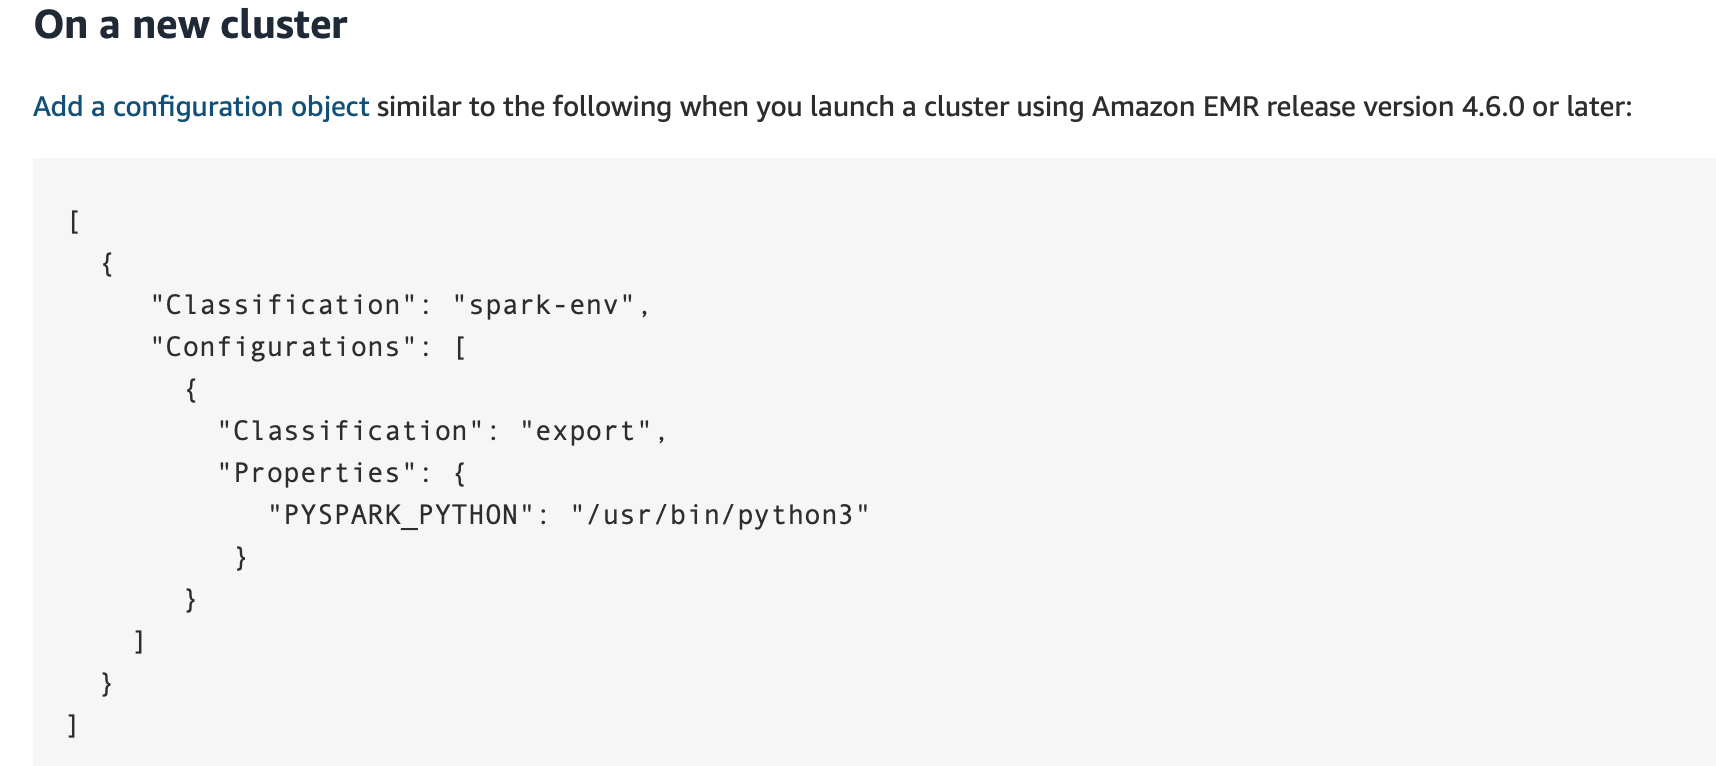 On a new cluster
Add a configuration object similar to the following when you launch a cluster using Amazon EMR release version 4.6.0 or later:
[
  {
     "Classification": "spark-env",
     "Configurations": [
       {
         "Classification": "export",
         "Properties": {
            "PYSPARK_PYTHON": "/usr/bin/python3"
          }
       }
    ]
  }
]